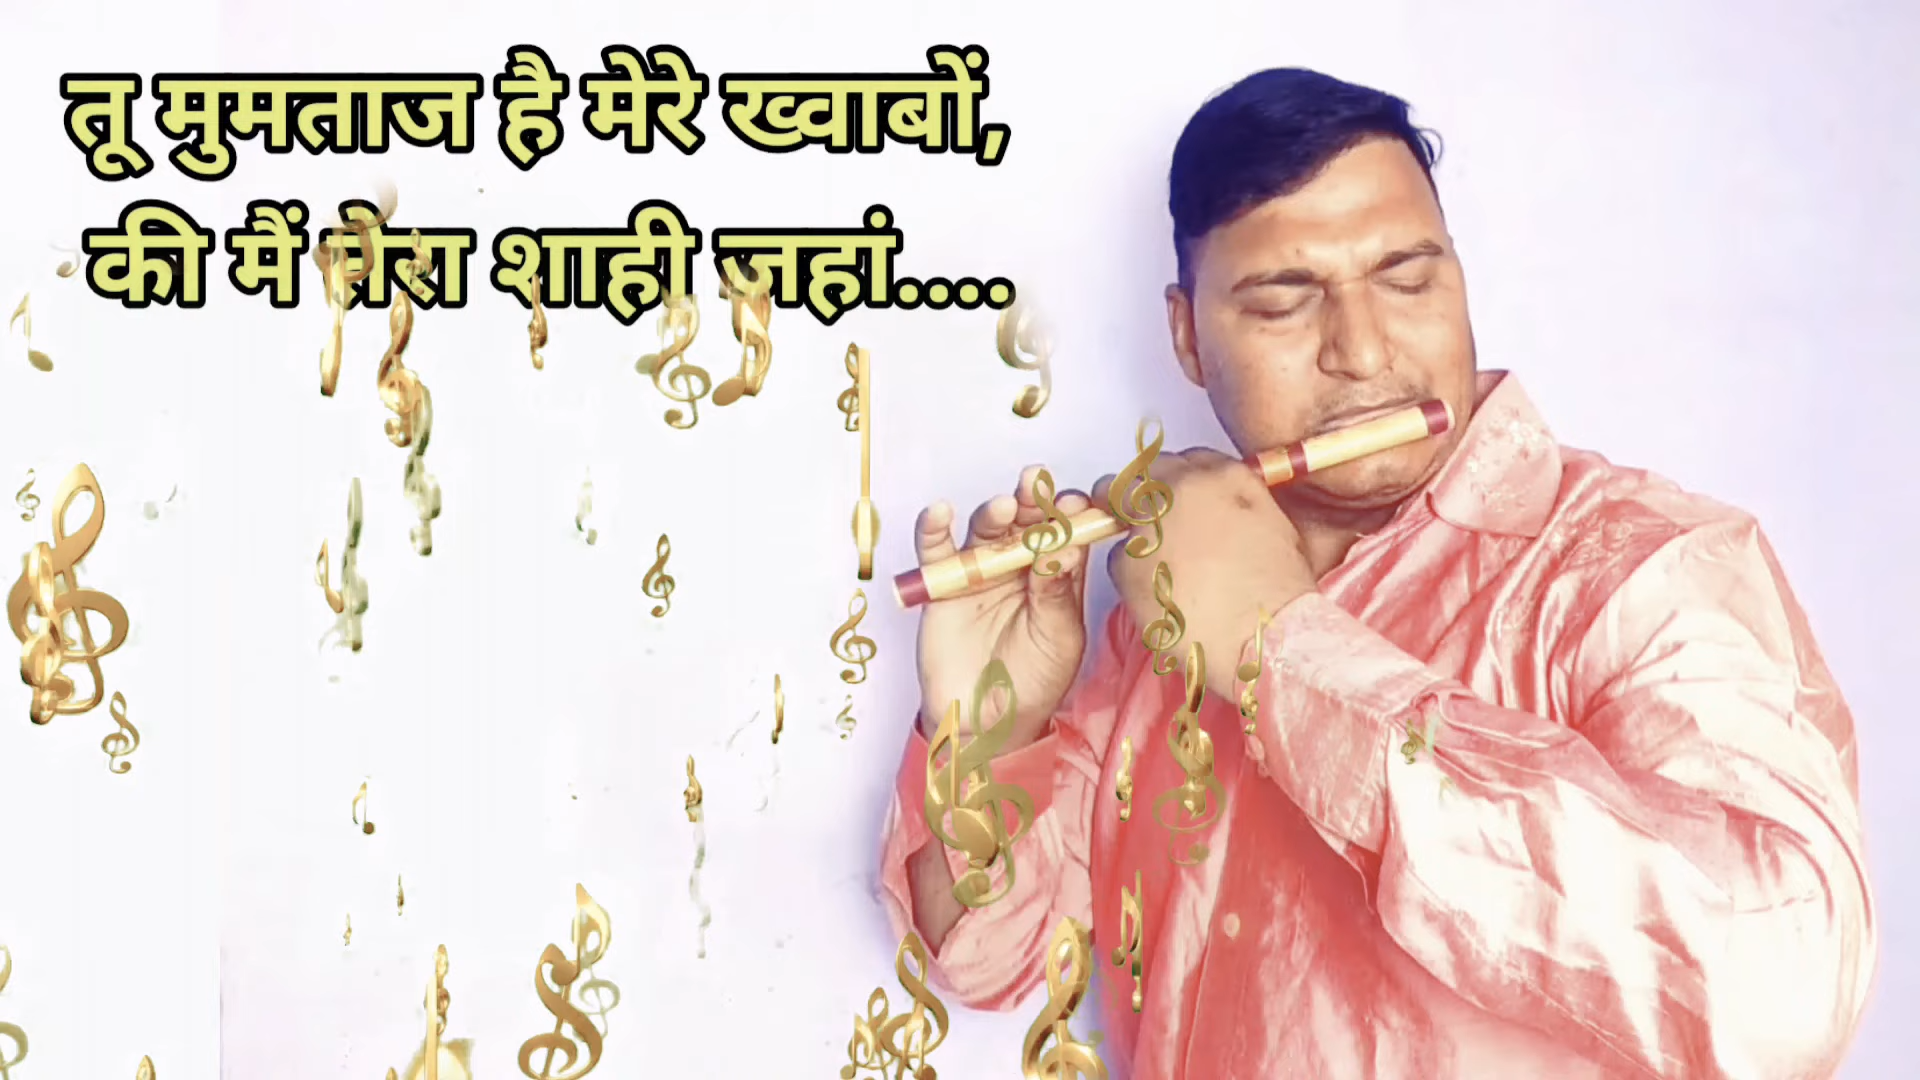 तू मुमताज है मेरे ख्वाबों,
की मैं तेरा शाही जहां....